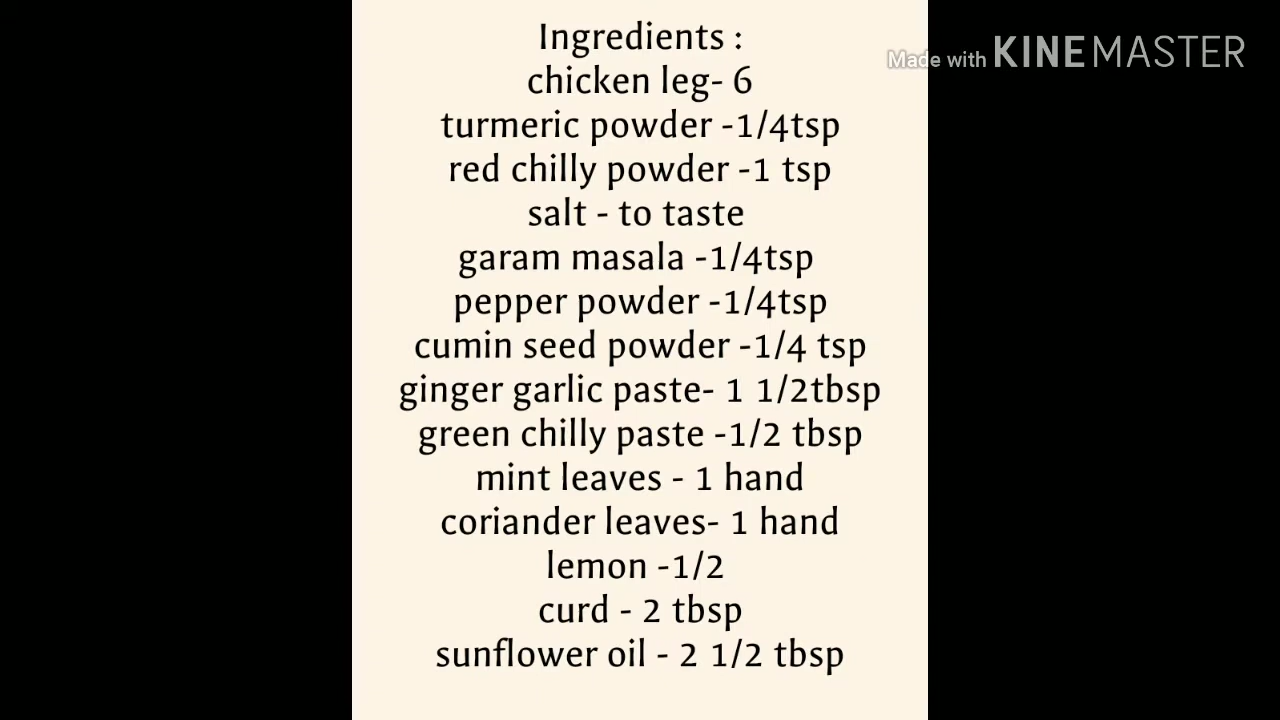 Ingredients :
Made with KINEMASTER
chicken leg- 6
turmeric powder -1/4tsp
red chilly powder -1 tsp
salt - to taste
garam masala -1/4tsp
pepper powder -1/4tsp
cumin seed powder -1/4 tsp
ginger garlic paste- 1 1/2tbsp
green chilly paste -1/2 tbsp
mint leaves - 1 hand
coriander leaves- 1 hand
lemon -1/2
curd - 2 tbsp
sunflower oil - 2 1/2 tbsp